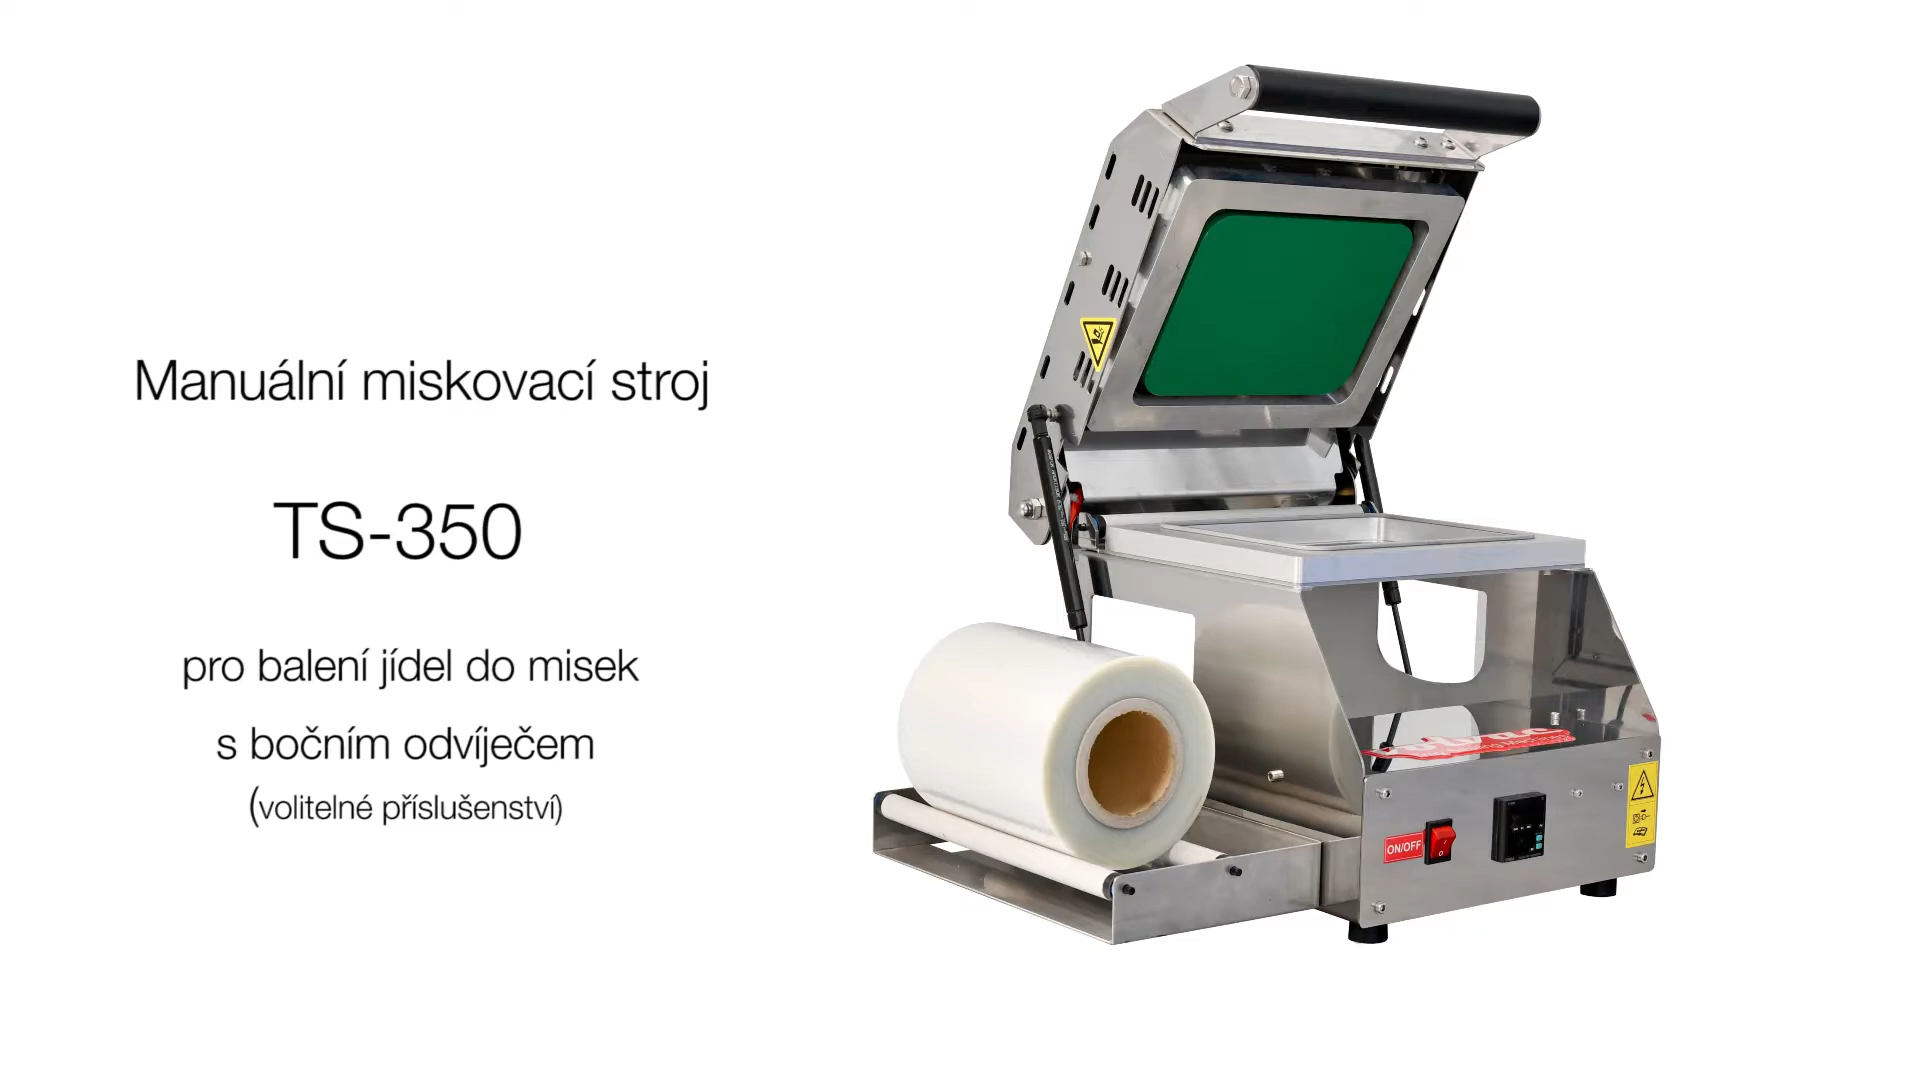 Manuální miskovací stroj
TS-350
pro balení jídel do misek
s bočním odvíječem
(volitelné příslušenství)
ON/OFF